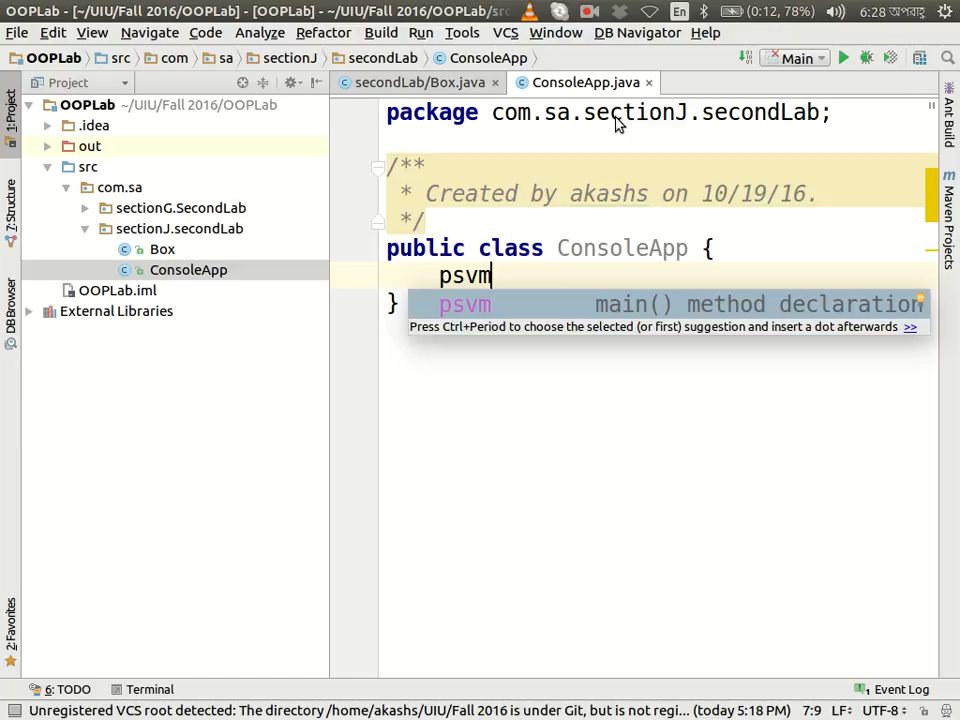 OOPLab - [~/UIU/Fall 2016/OOPLab] - [OOPLab] - [~/UIU/Fall 2016/OOPLab/src En (0:12, 78%) 6:28 অপরাহ্
File Edit View Navigate Code Analyze Refactor Build Run Tools VCS Window DB Navigator Help
OOPLab src com sa sectionJ secondLab ConsoleApp Main
Project secondLab/Box.java × ConsoleApp.java ×
1: Project
7: Structure
DB Browser
2: Favorites
OOPLab ~/UIU/Fall 2016/OOPLab
.idea
out
src
com.sa
sectionG.SecondLab
sectionJ.secondLab
Box
ConsoleApp
OOPLab.iml
External Libraries
package com.sa.sectionJ.secondLab;
/**
* Created by akashs on 10/19/16.
*/
public class ConsoleApp {
psvm
}
psvm main() method declaration
Press Ctrl+Period to choose the selected (or first) suggestion and insert a dot afterwards >>
Ant Build
Maven Projects
6: TODO Terminal Event Log
Unregistered VCS root detected: The directory /home/akashs/UIU/Fall 2016 is under Git, but is not regi... (today 5:18 PM) 7:9 LF UTF-8